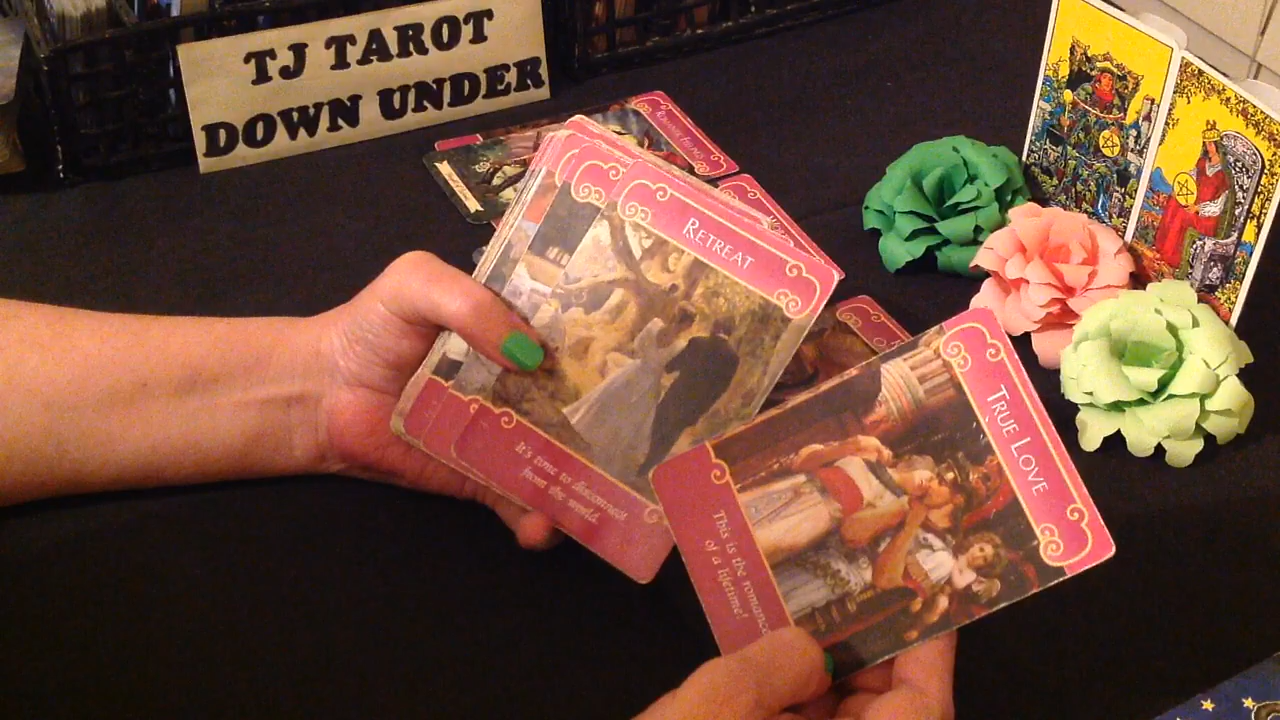 TJ TAROT
DOWN UNDER
RETREAT
It's time to disconnect
from the world.
TRUE LOVE
This is the romance
of a lifetime!